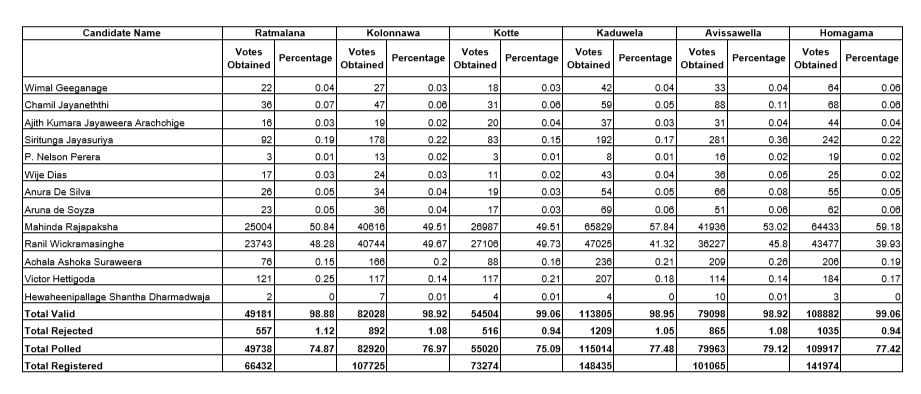 Candidate Name Ratmalana Kolonnawa Kotte Kaduwela Avissawella Homagama
Votes Obtained Percentage Votes Obtained Percentage Votes Obtained Percentage Votes Obtained Percentage Votes Obtained Percentage Votes Obtained Percentage
Wimal Geeganage 22 0.04 27 0.03 18 0.03 42 0.04 33 0.04 64 0.06
Chamil Jayaneththi 36 0.07 47 0.06 31 0.06 59 0.05 88 0.11 68 0.06
Ajith Kumara Jayaweera Arachchige 16 0.03 19 0.02 20 0.04 37 0.03 31 0.04 44 0.04
Siritunga Jayasuriya 92 0.19 178 0.22 83 0.15 192 0.17 281 0.36 242 0.22
P. Nelson Perera 3 0.01 13 0.02 3 0.01 8 0.01 16 0.02 19 0.02
Wije Dias 17 0.03 24 0.03 11 0.02 43 0.04 36 0.05 25 0.02
Anura De Silva 26 0.05 34 0.04 19 0.03 54 0.05 66 0.08 55 0.05
Aruna de Soyza 23 0.05 36 0.04 17 0.03 69 0.06 51 0.06 62 0.06
Mahinda Rajapaksha 25004 50.84 40616 49.51 26987 49.51 65829 57.84 41936 53.02 64433 59.18
Ranil Wickramasinghe 23743 48.28 40744 49.67 27106 49.73 47025 41.32 36227 45.8 43477 39.93
Achala Ashoka Suraweera 76 0.15 166 0.2 88 0.16 236 0.21 209 0.26 206 0.19
Victor Hettigoda 121 0.25 117 0.14 117 0.21 207 0.18 114 0.14 184 0.17
Hewaheenipallage Shantha Dharmadwaja 2 0 7 0.01 4 0.01 4 0 10 0.01 3 0
Total Valid 49181 98.88 82028 98.92 54504 99.06 113805 98.95 79098 98.92 108882 99.06
Total Rejected 557 1.12 892 1.08 516 0.94 1209 1.05 865 1.08 1035 0.94
Total Polled 49738 74.87 82920 76.97 55020 75.09 115014 77.48 79963 79.12 109917 77.42
Total Registered 66432 107725 73274 148435 101065 141974